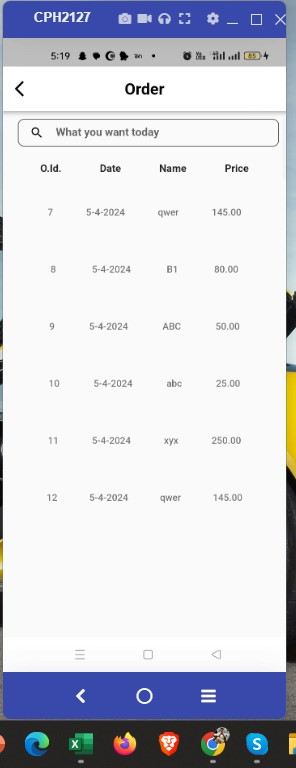 CPH2127
5:19
85
Order
What you want today
O.Id. Date Name Price
7 5-4-2024 qwer 145.00
8 5-4-2024 B1 80.00
9 5-4-2024 ABC 50.00
10 5-4-2024 abc 25.00
11 5-4-2024 xyx 250.00
12 5-4-2024 qwer 145.00